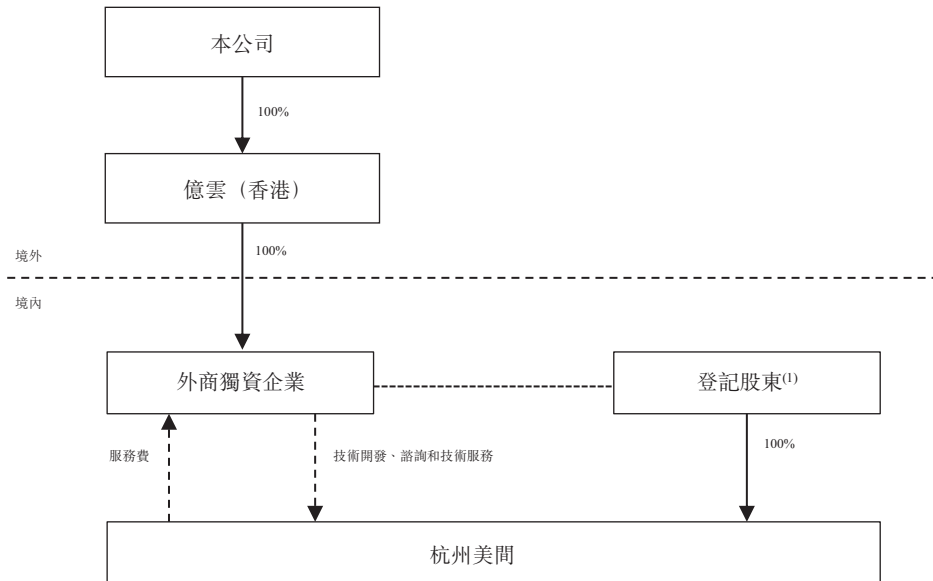 本公司
100%
億雲（香港）
100%
境外
境內
外商獨資企業
登記股東(1)
服務費
技術開發、諮詢和技術服務
100%
杭州美間